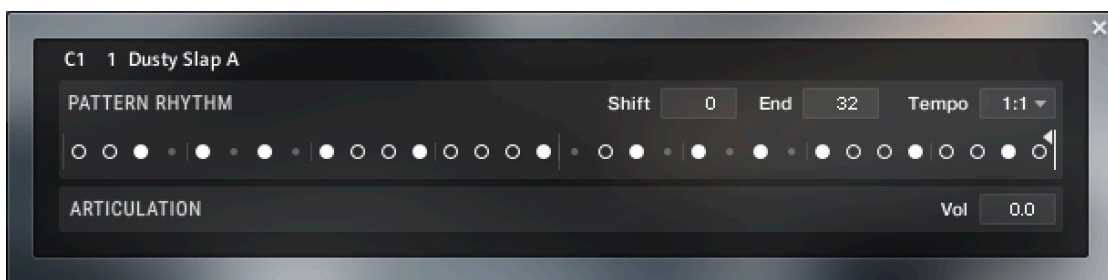 C1 1 Dusty Slap A
PATTERN RHYTHM Shift 0 End 32 Tempo 1:1
ARTICULATION Vol 0.0